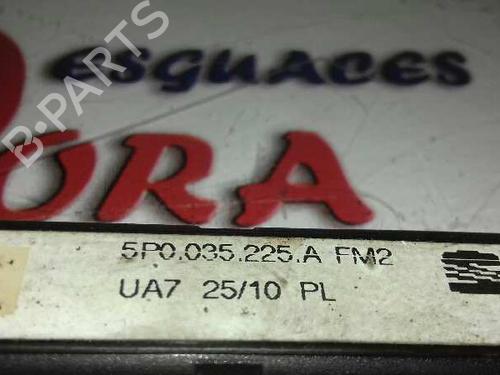 B-PARTS
ESGUACES
ORA
5P0.035.225.A FM2
UA7 25/10 PL